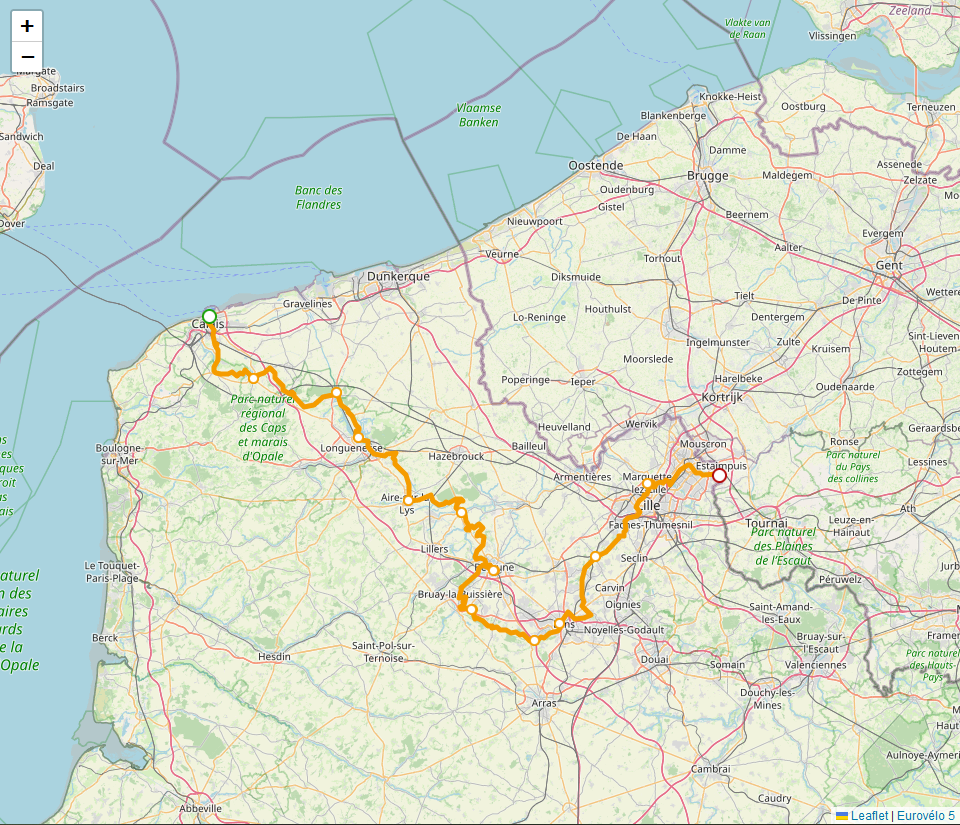 +
−
Margate
Broadstairs
Ramsgate
Sandwich
Deal
Dover
Zeeland
Vlakte van
de Raan
Vlissingen
Vlaamse
Banken
Knokke-Heist
Oostburg
Terneuzen
Blankenberge
De Haan
Damme
Assenede
Oostende
Brugge
Maldegem
Zelzate
Banc des
Flandres
Oudenburg
Gistel
Beernem
Nieuwpoort
Evergem
Veurne
Torhout
Aalter
Gent
Dunkerque
Diksmuide
Gravelines
Tielt
De Pinte
Lo-Reninge
Houthulst
Dentergem
Calais
Ingelmunster
Zulte
Kruisem
Moorslede
Zottegem
Poperinge
Ieper
Harelbeke
Oudenaarde
Kortrijk
Parc naturel
régional
des Caps
et marais
d'Opale
Heuvelland
Wervik
Boulogne-
sur-Mer
Longuenesse
Hazebrouck
Bailleul
Mouscron
Ronse
Parc naturel
du Pays
des collines
Lessines
Estaimpuis
Armentières
Marquette-
lez-Lille
Aire-sur-la-
Lys
Lille
Ath
Faches-Thumesnil
Tournai
Leuze-en-
Hainaut
Parc naturel
des Plaines
de l'Escaut
Lillers
Seclin
Le Touquet-
Paris-Plage
Béthune
Péruwelz
Bruay-la-Buissière
Carvin
Oignies
Saint-Amand-
les-Eaux
Lens
Noyelles-Godault
Berck
Hesdin
Saint-Pol-sur-
Ternoise
Douai
Somain
Bruay-sur-
l'Escaut
Valenciennes
Parc naturel
des Hauts-
Pays
Arras
Douchy-les-
Mines
Cambrai
Aulnoye-Aymeries
Caudry
Abbeville
Leaflet | Eurovélo 5